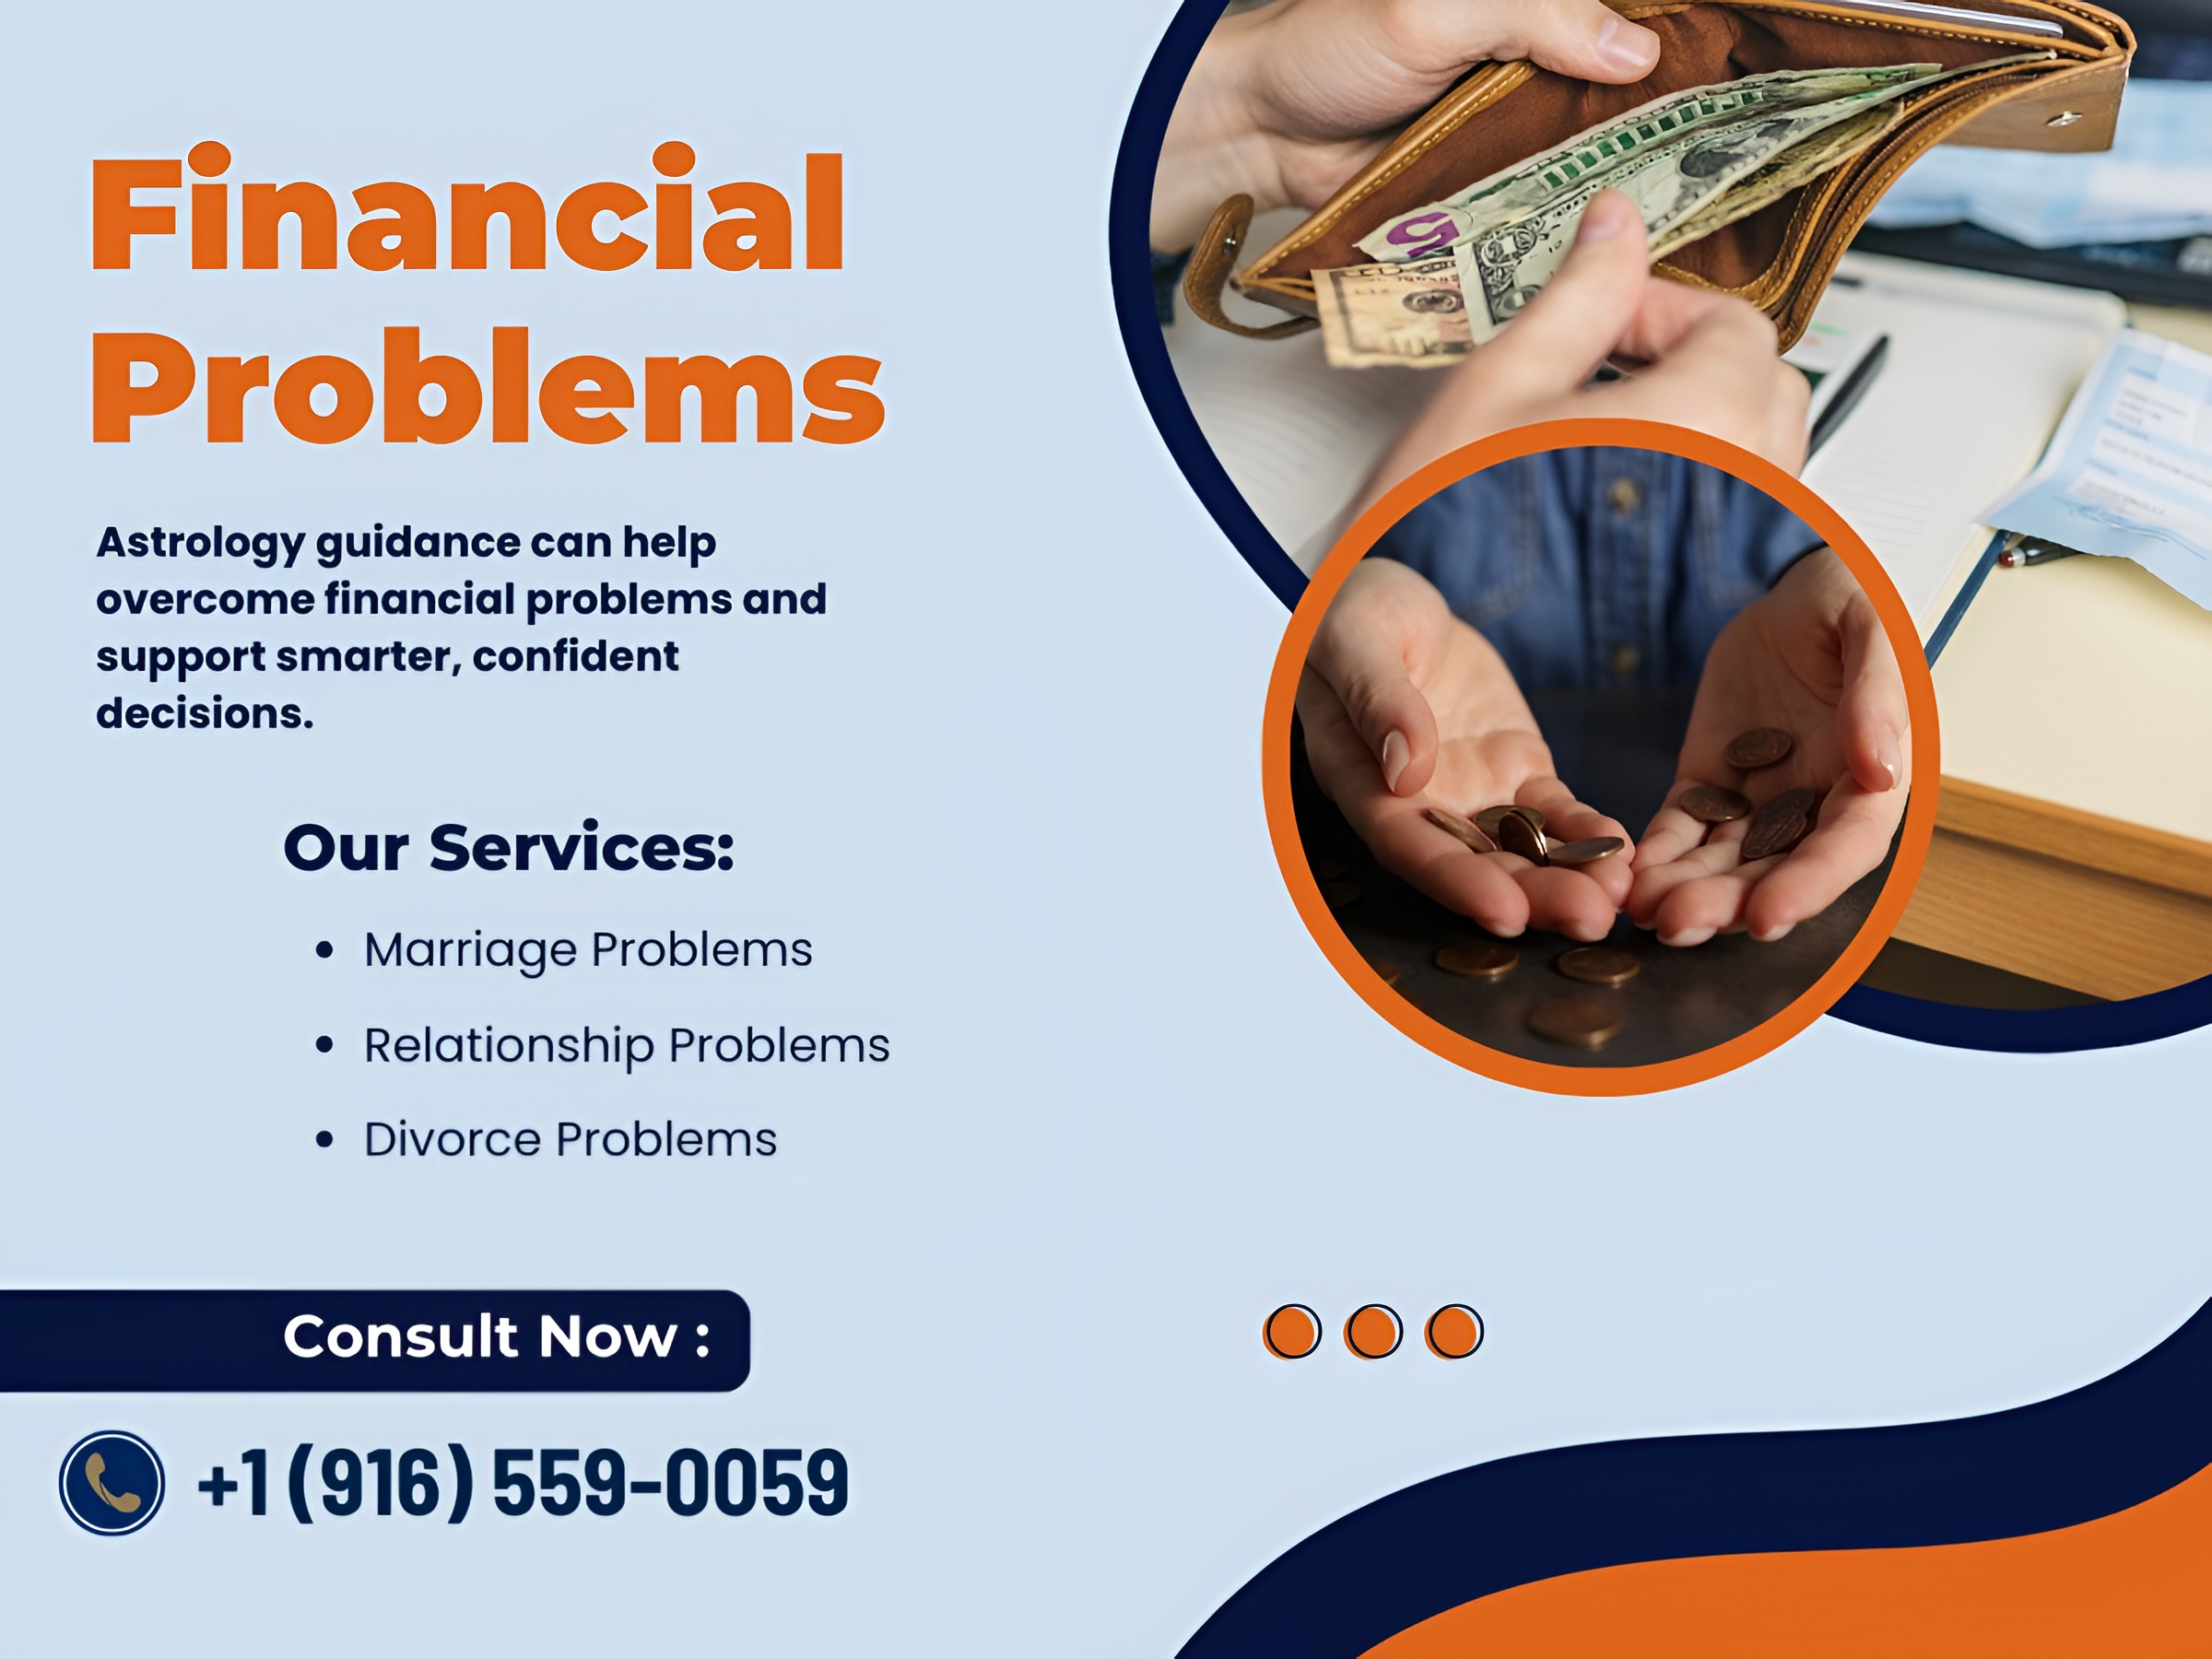 Financial
Problems
Astrology guidance can help
overcome financial problems and
support smarter, confident
decisions.
Our Services:
• Marriage Problems
• Relationship Problems
• Divorce Problems
Consult Now :
+1 (916) 559-0059